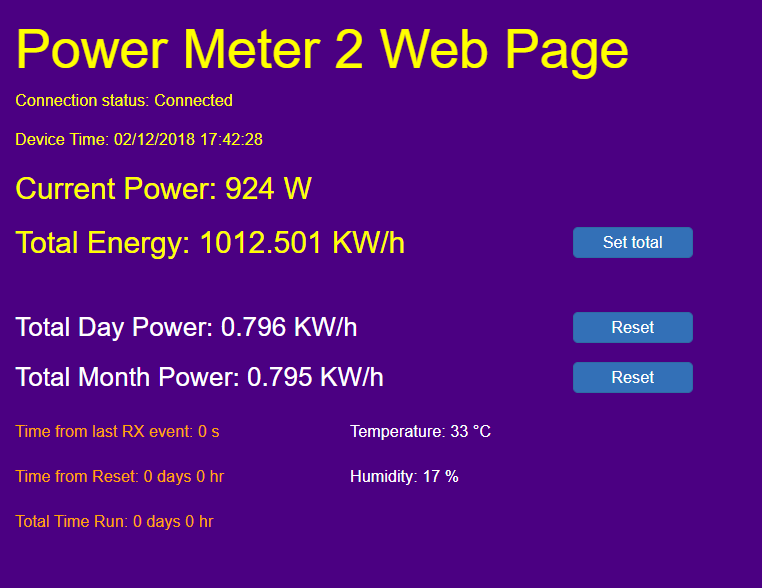 Power Meter 2 Web Page
Connection status: Connected
Device Time: 02/12/2018 17:42:28
Current Power: 924 W
Total Energy: 1012.501 KW/h
Set total
Total Day Power: 0.796 KW/h
Reset
Total Month Power: 0.795 KW/h
Reset
Time from last RX event: 0 s
Temperature: 33 °C
Time from Reset: 0 days 0 hr
Humidity: 17 %
Total Time Run: 0 days 0 hr